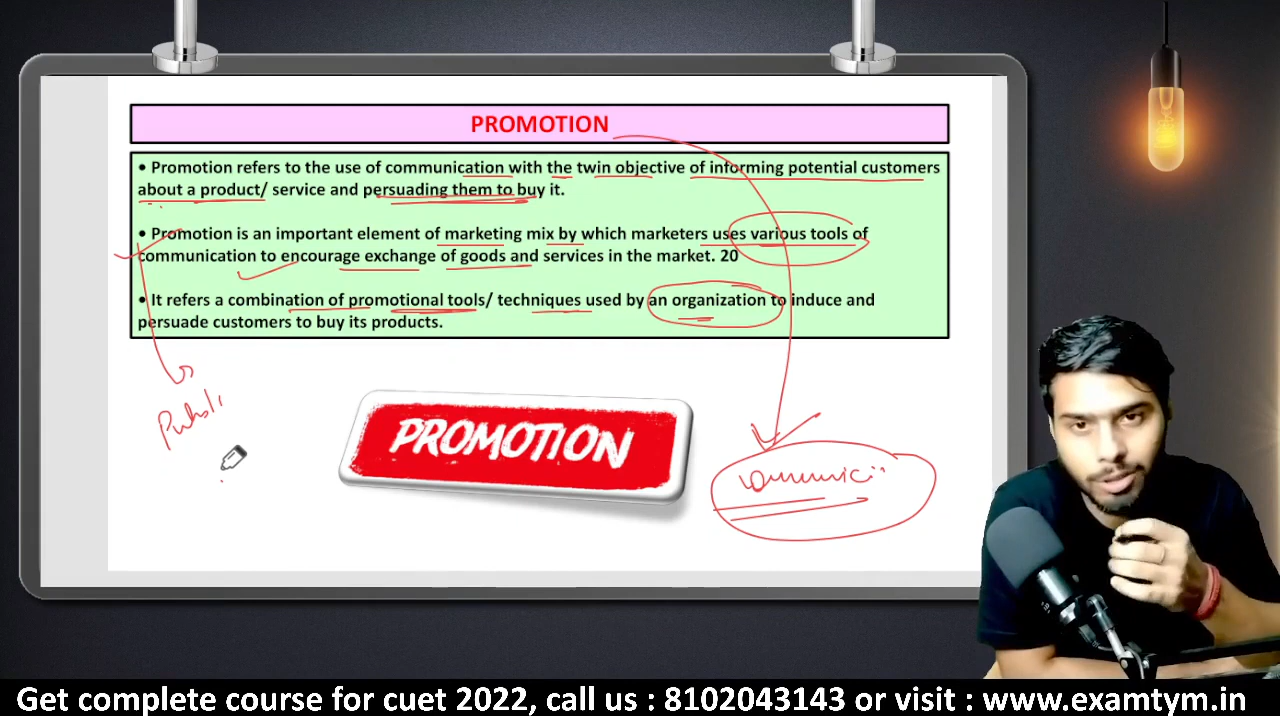 PROMOTION
• Promotion refers to the use of communication with the twin objective of informing potential customers
about a product/ service and persuading them to buy it.
• Promotion is an important element of marketing mix by which marketers uses various tools of
communication to encourage exchange of goods and services in the market. 20
• It refers a combination of promotional tools/ techniques used by an organization to induce and
persuade customers to buy its products.
PROMOTION
Get complete course for cuet 2022, call us : 8102043143 or visit : www.examtym.in